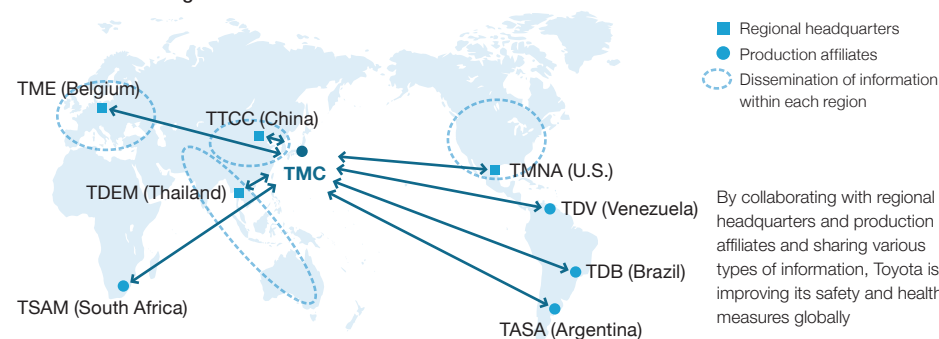 Regional headquarters
Production affiliates
Dissemination of information
within each region
TME (Belgium)
TTCC (China)
TMC
TDEM (Thailand)
TMNA (U.S.)
TDV (Venezuela)
TDB (Brazil)
TSAM (South Africa)
TASA (Argentina)
By collaborating with regional
headquarters and production
affiliates and sharing various
types of information, Toyota is
improving its safety and health
measures globally